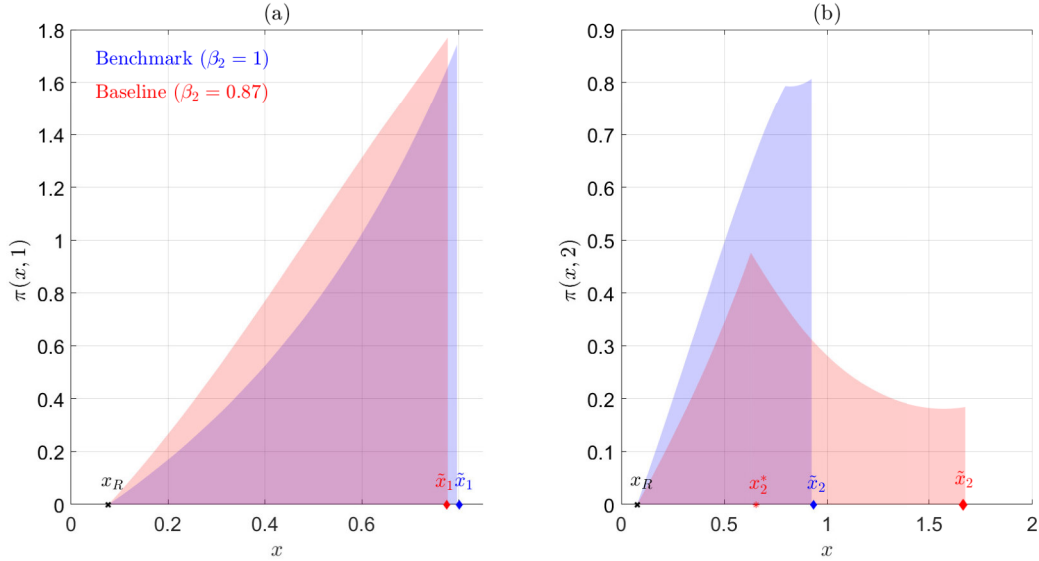 (a)
1.8
1.6
1.4
1.2
1
0.8
0.6
0.4
0.2
0
π(x, 1)
Benchmark (β₂ = 1)
Baseline (β₂ = 0.87)
x_R
x̃₁ x̃₁
0 0.2 0.4 0.6
x
(b)
0.9
0.8
0.7
0.6
0.5
0.4
0.3
0.2
0.1
0
π(x, 2)
x_R
x₂*
x̃₂
x̃₂
0 0.5 1 1.5 2
x